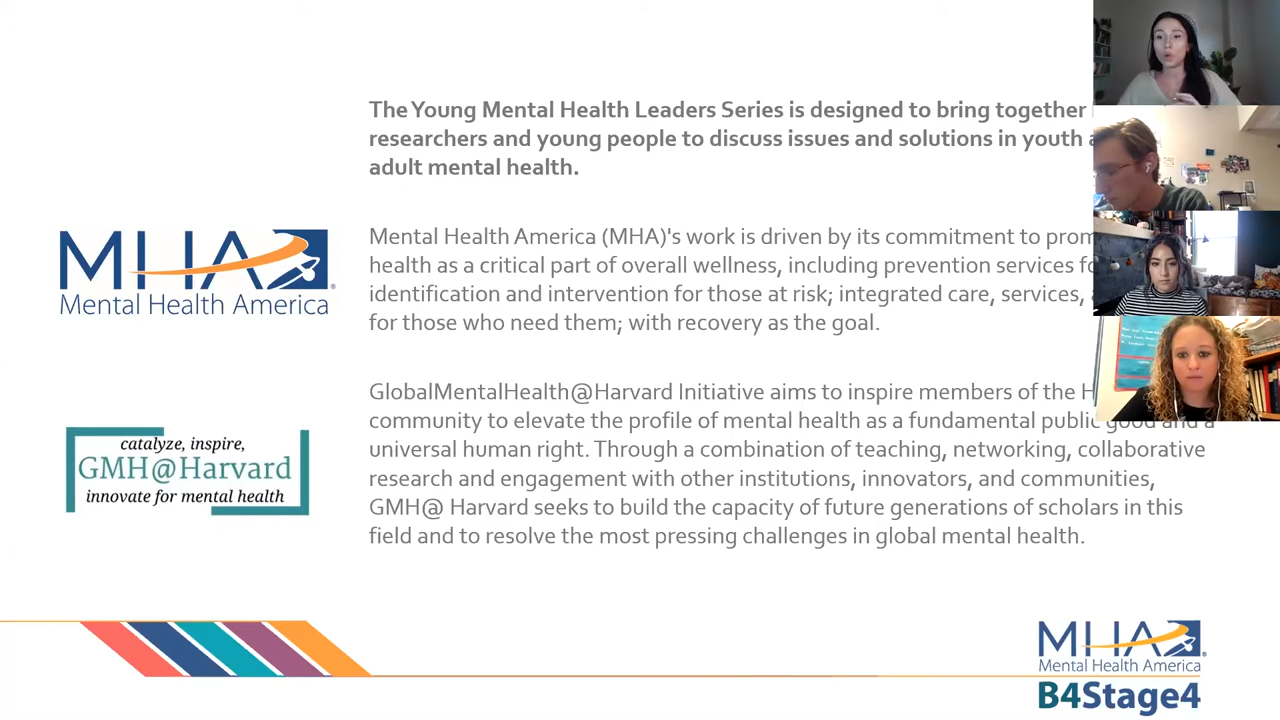 The Young Mental Health Leaders Series is designed to bring together
researchers and young people to discuss issues and solutions in youth
adult mental health.
MHA
Mental Health America
Mental Health America (MHA)'s work is driven by its commitment to
health as a critical part of overall wellness, including prevention services
identification and intervention for those at risk; integrated care, services,
for those who need them; with recovery as the goal.
catalyze, inspire,
GMH@Harvard
innovate for mental health
GlobalMentalHealth@Harvard Initiative aims to inspire members of the
community to elevate the profile of mental health as a fundamental public good and a
universal human right. Through a combination of teaching, networking, collaborative
research and engagement with other institutions, innovators, and communities,
GMH@ Harvard seeks to build the capacity of future generations of scholars in this
field and to resolve the most pressing challenges in global mental health.
MHA
Mental Health America
B4Stage4